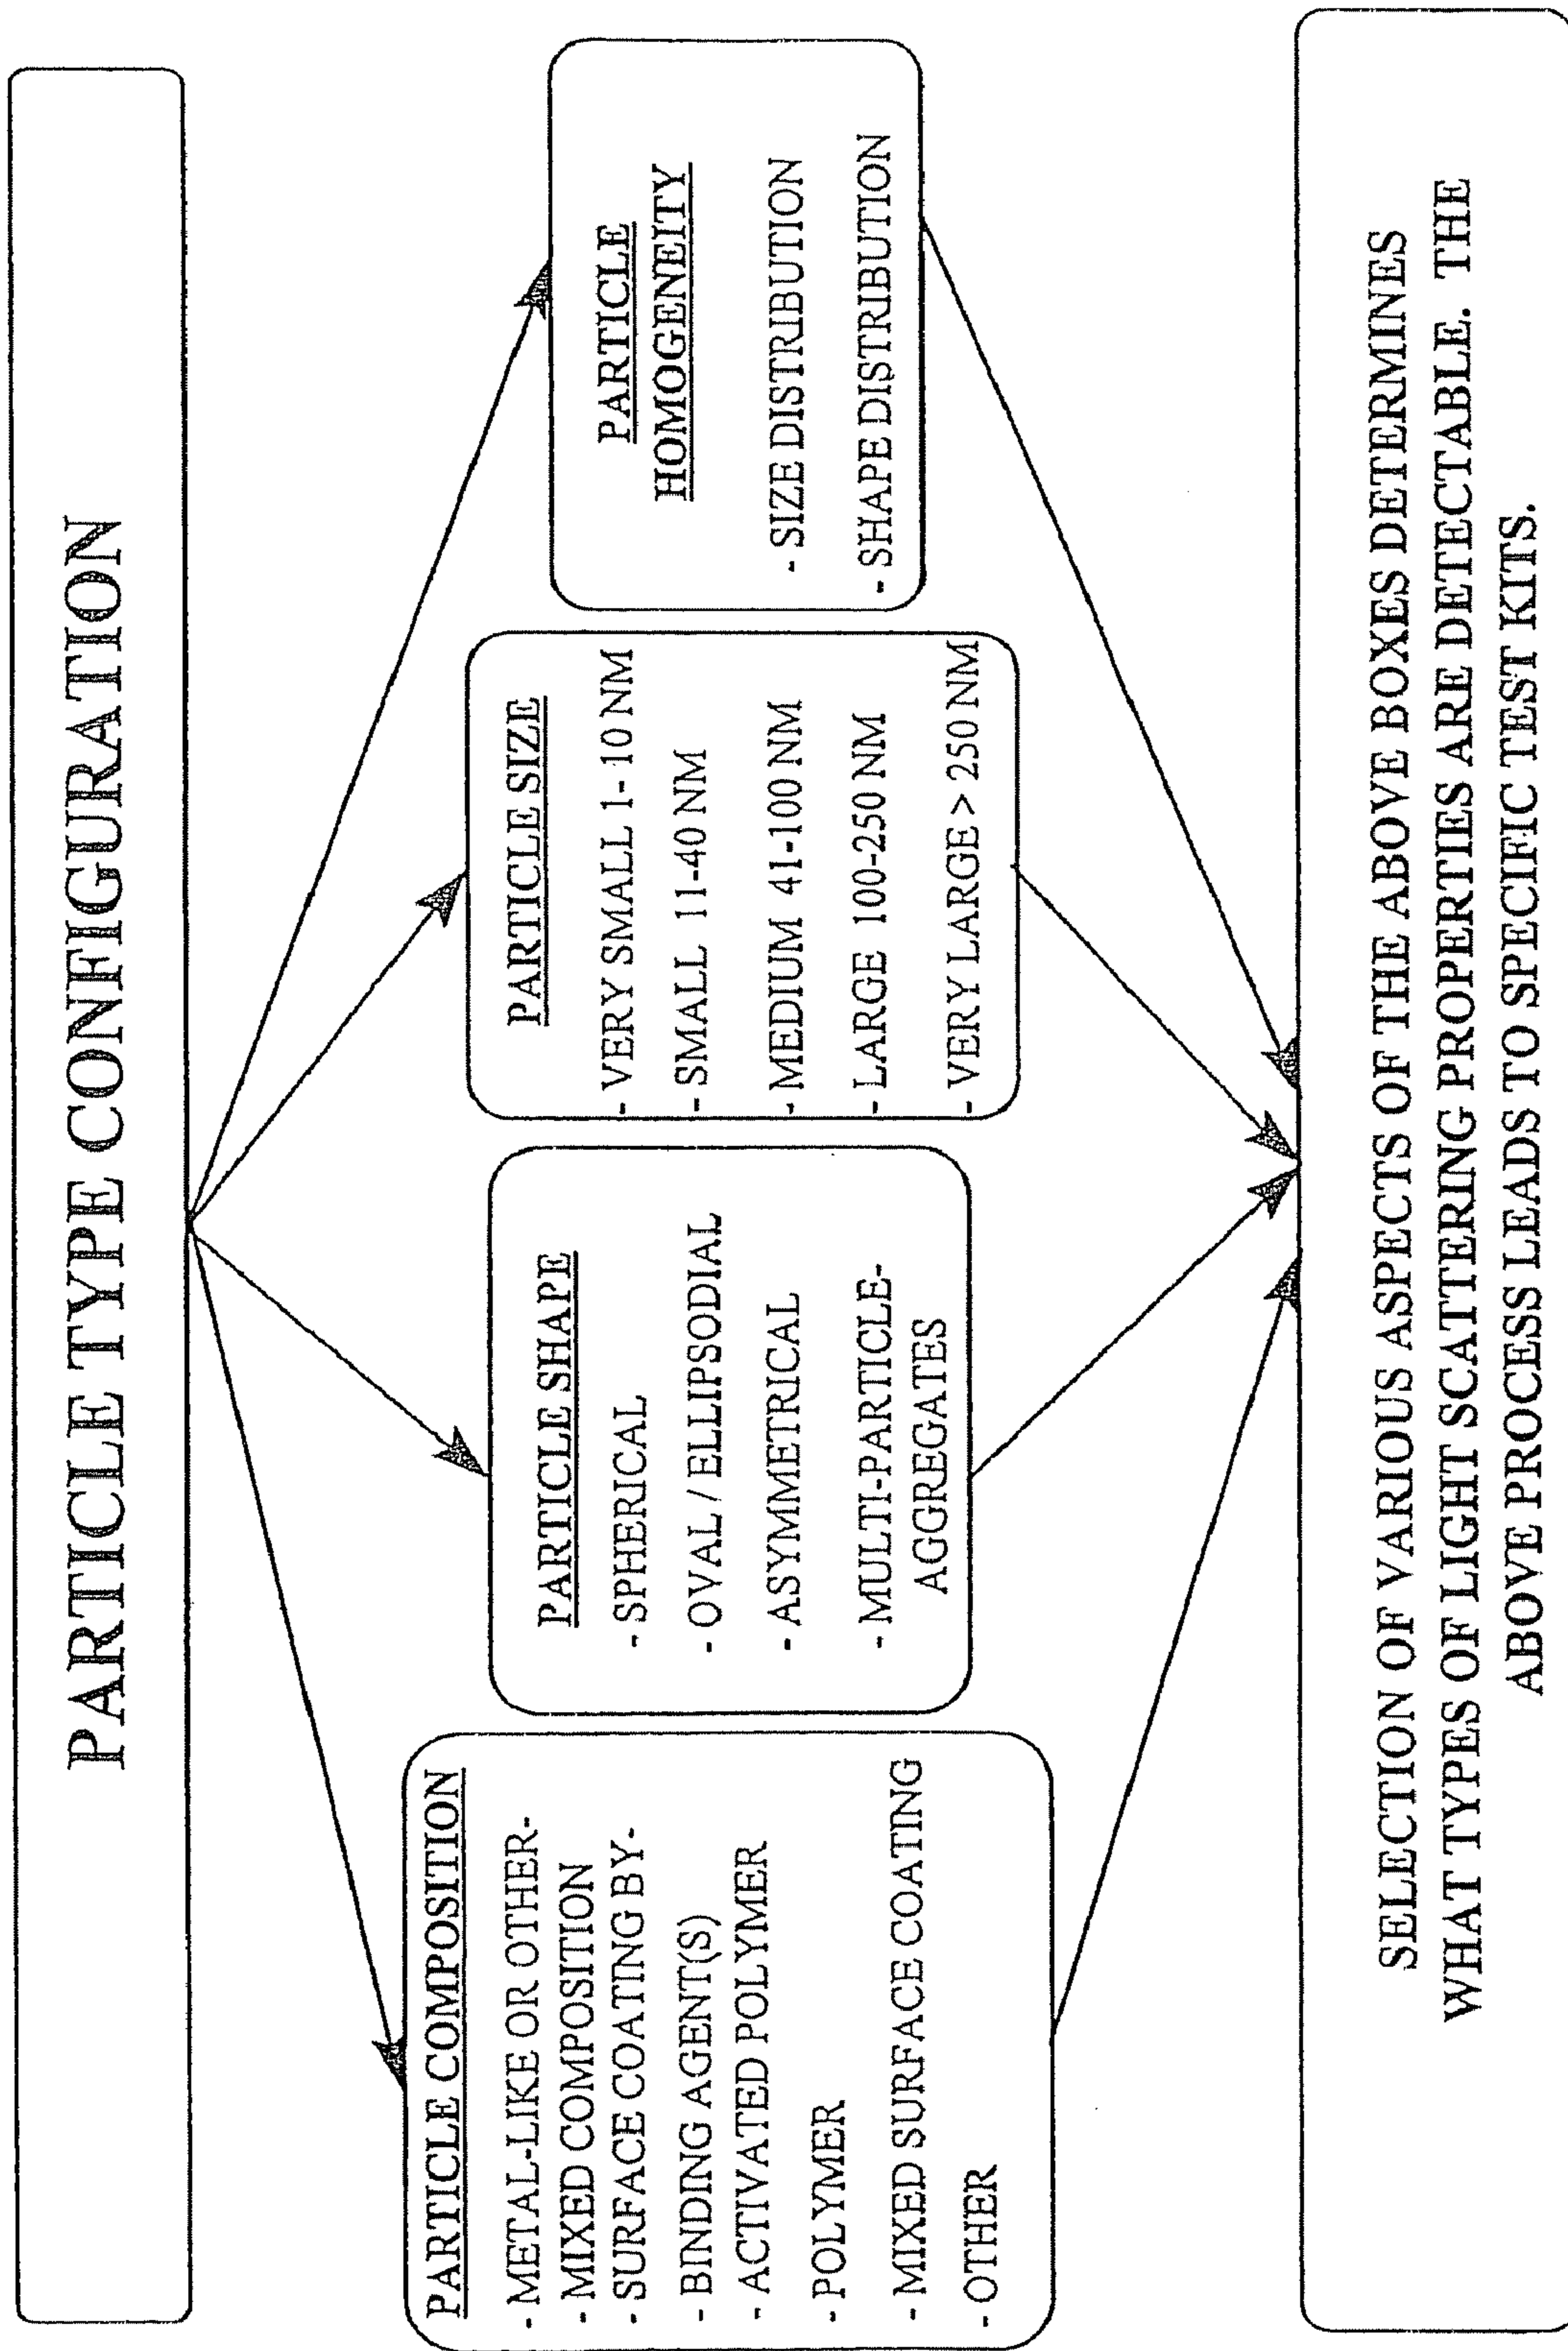 PARTICLE TYPE CONFIGURATION
PARTICLE COMPOSITION
- METAL-LIKE OR OTHER-
- MIXED COMPOSITION
- SURFACE COATING BY-
- BINDING AGENT(S)
- ACTIVATED POLYMER
- POLYMER
- MIXED SURFACE COATING
- OTHER
PARTICLE SHAPE
- SPHERICAL
- OVAL / ELLIPSODIAL
- ASYMMETRICAL
- MULTI-PARTICLE-
AGGREGATES
PARTICLE SIZE
- VERY SMALL 1-10 NM
- SMALL 11-40 NM
- MEDIUM 41-100 NM
- LARGE 100-250 NM
- VERY LARGE > 250 NM
PARTICLE
HOMOGENEITY
- SIZE DISTRIBUTION
- SHAPE DISTRIBUTION
SELECTION OF VARIOUS ASPECTS OF THE ABOVE BOXES DETERMINES
WHAT TYPES OF LIGHT SCATTERING PROPERTIES ARE DETECTABLE. THE
ABOVE PROCESS LEADS TO SPECIFIC TEST KITS.